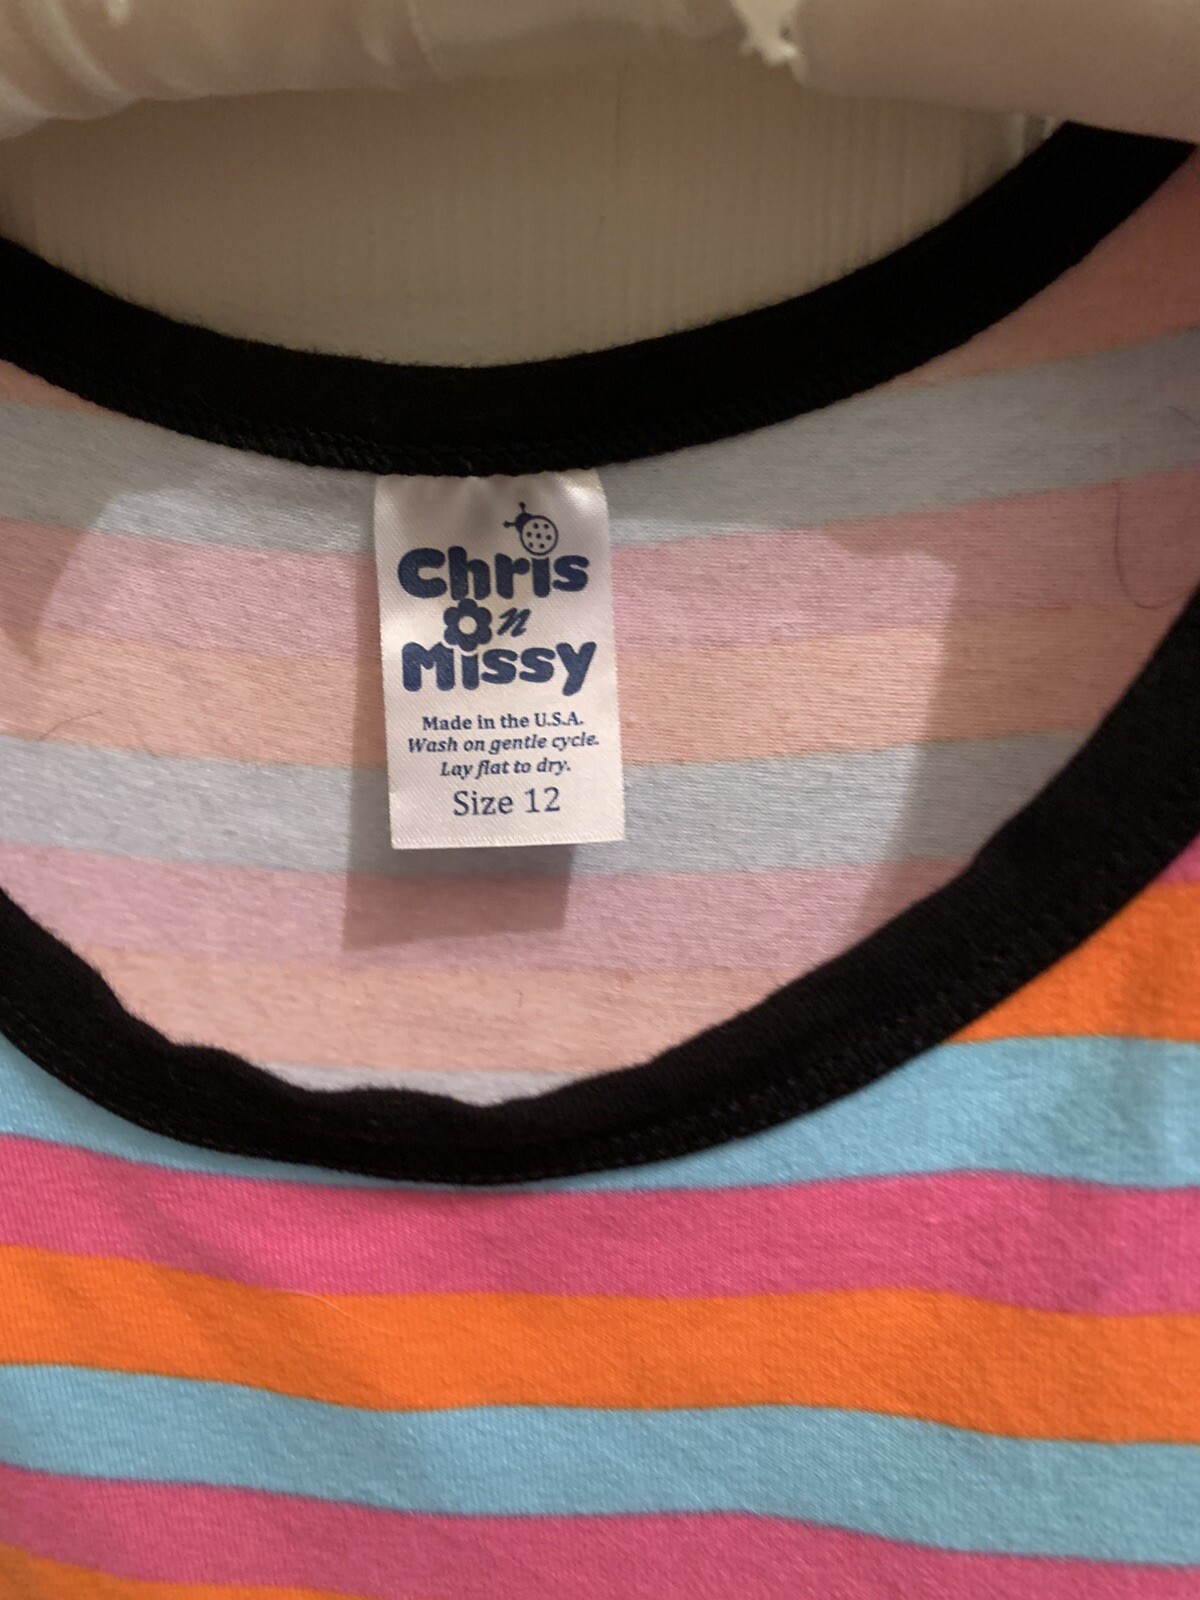 Chris
n
Missy
Made in the U.S.A.
Wash on gentle cycle.
Lay flat to dry.
Size 12